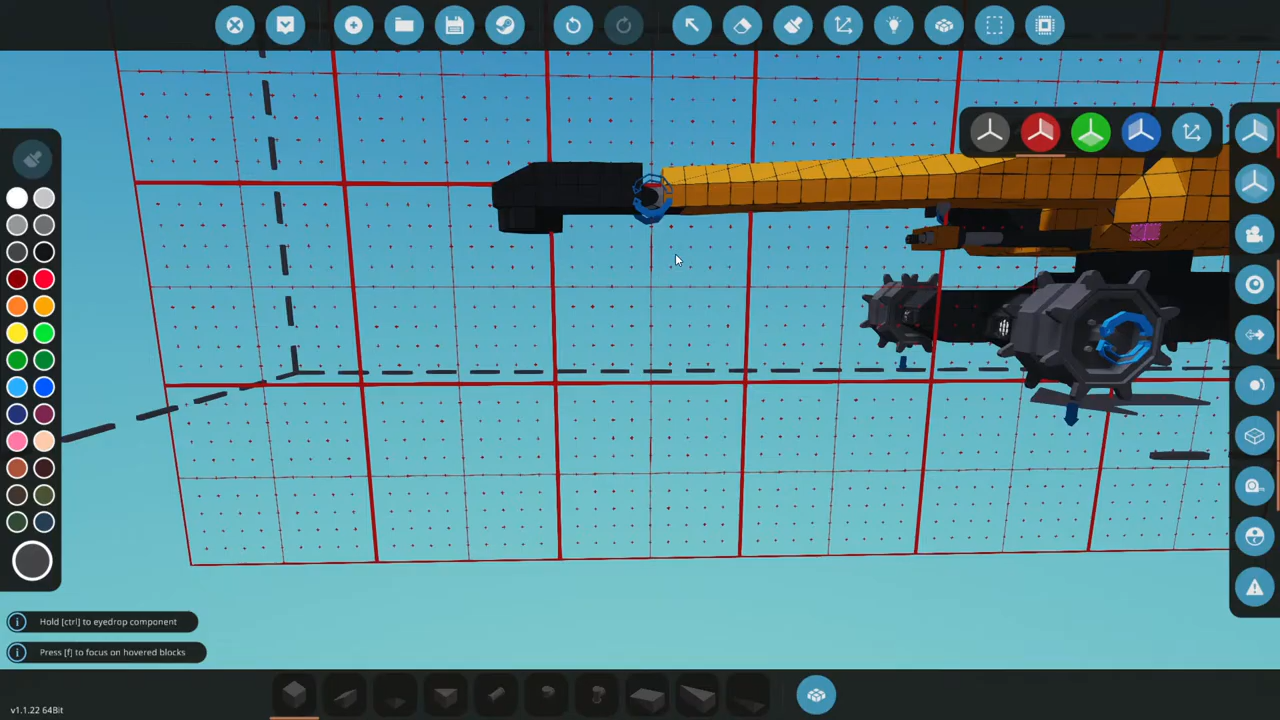 Hold [ctrl] to eyedrop component
Press [f] to focus on hovered blocks
v1.1.22 64Bit